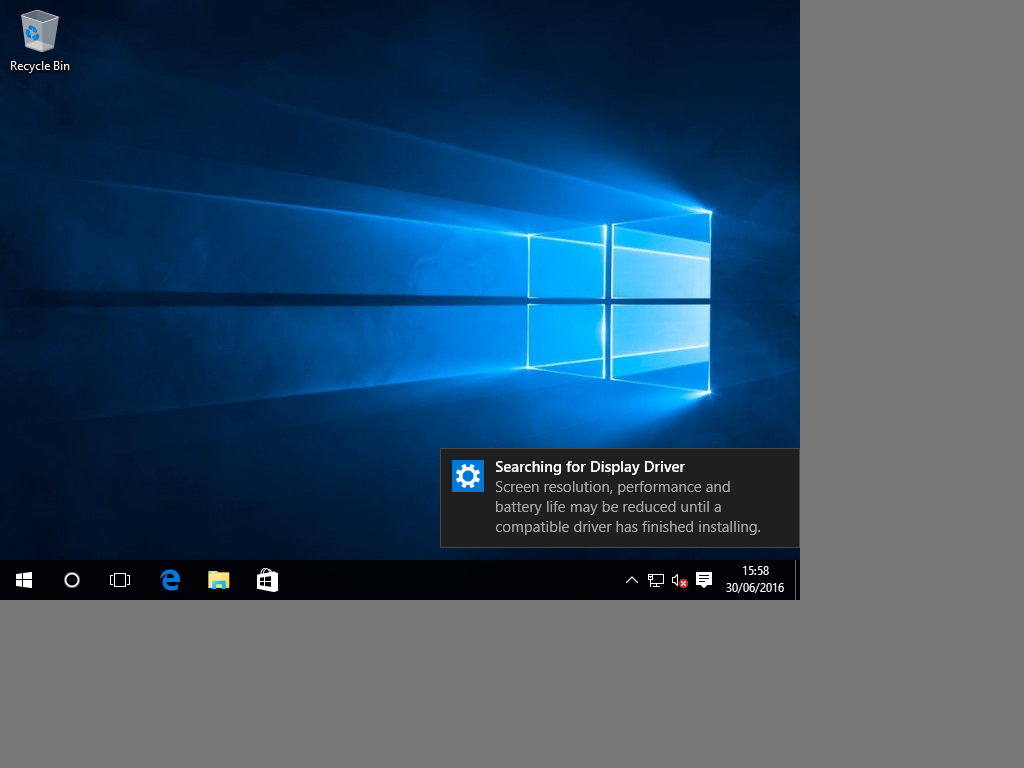 Recycle Bin
Searching for Display Driver
Screen resolution, performance and
battery life may be reduced until a
compatible driver has finished installing.
15:58
30/06/2016